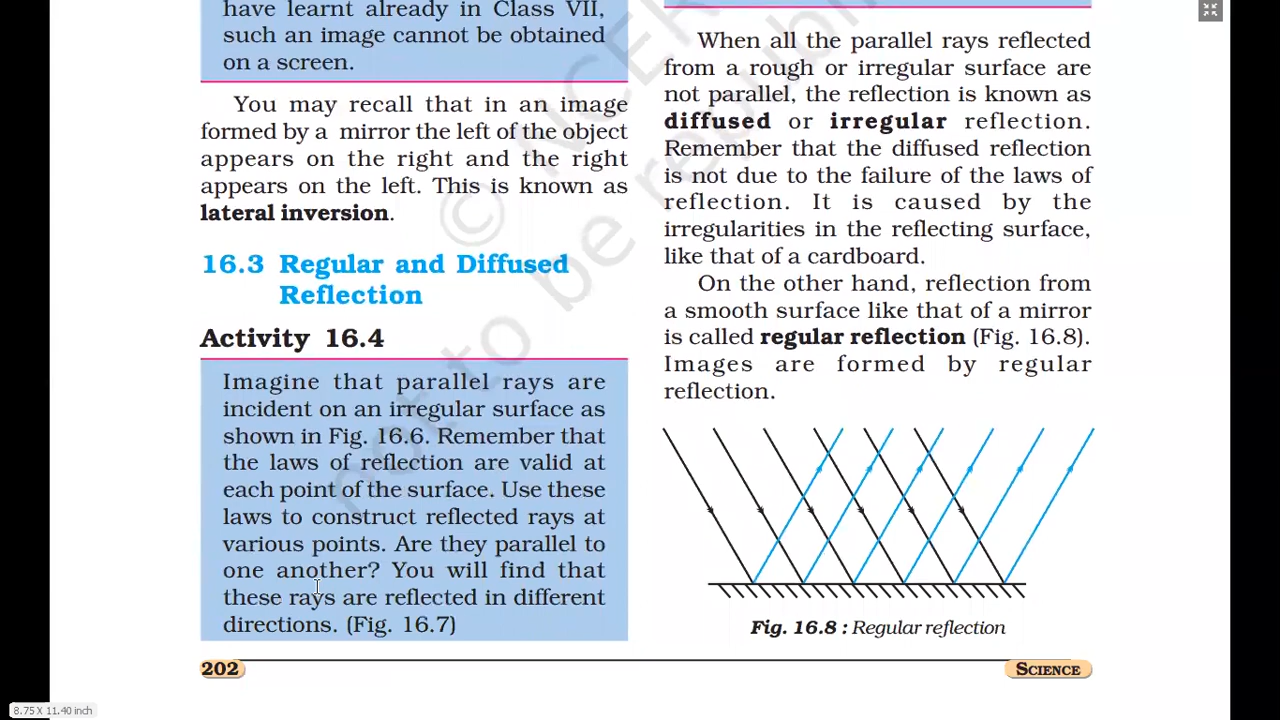 have learnt already in Class VII,
such an image cannot be obtained
on a screen.
You may recall that in an image
formed by a mirror the left of the object
appears on the right and the right
appears on the left. This is known as
lateral inversion.
16.3 Regular and Diffused
Reflection
Activity 16.4
Imagine that parallel rays are
incident on an irregular surface as
shown in Fig. 16.6. Remember that
the laws of reflection are valid at
each point of the surface. Use these
laws to construct reflected rays at
various points. Are they parallel to
one another? You will find that
these rays are reflected in different
directions. (Fig. 16.7)
When all the parallel rays reflected
from a rough or irregular surface are
not parallel, the reflection is known as
diffused or irregular reflection.
Remember that the diffused reflection
is not due to the failure of the laws of
reflection. It is caused by the
irregularities in the reflecting surface,
like that of a cardboard.
On the other hand, reflection from
a smooth surface like that of a mirror
is called regular reflection (Fig. 16.8).
Images are formed by regular
reflection.
Fig. 16.8 : Regular reflection
202
SCIENCE
8.75 X 11.40 inch
© NCER
not to be republi